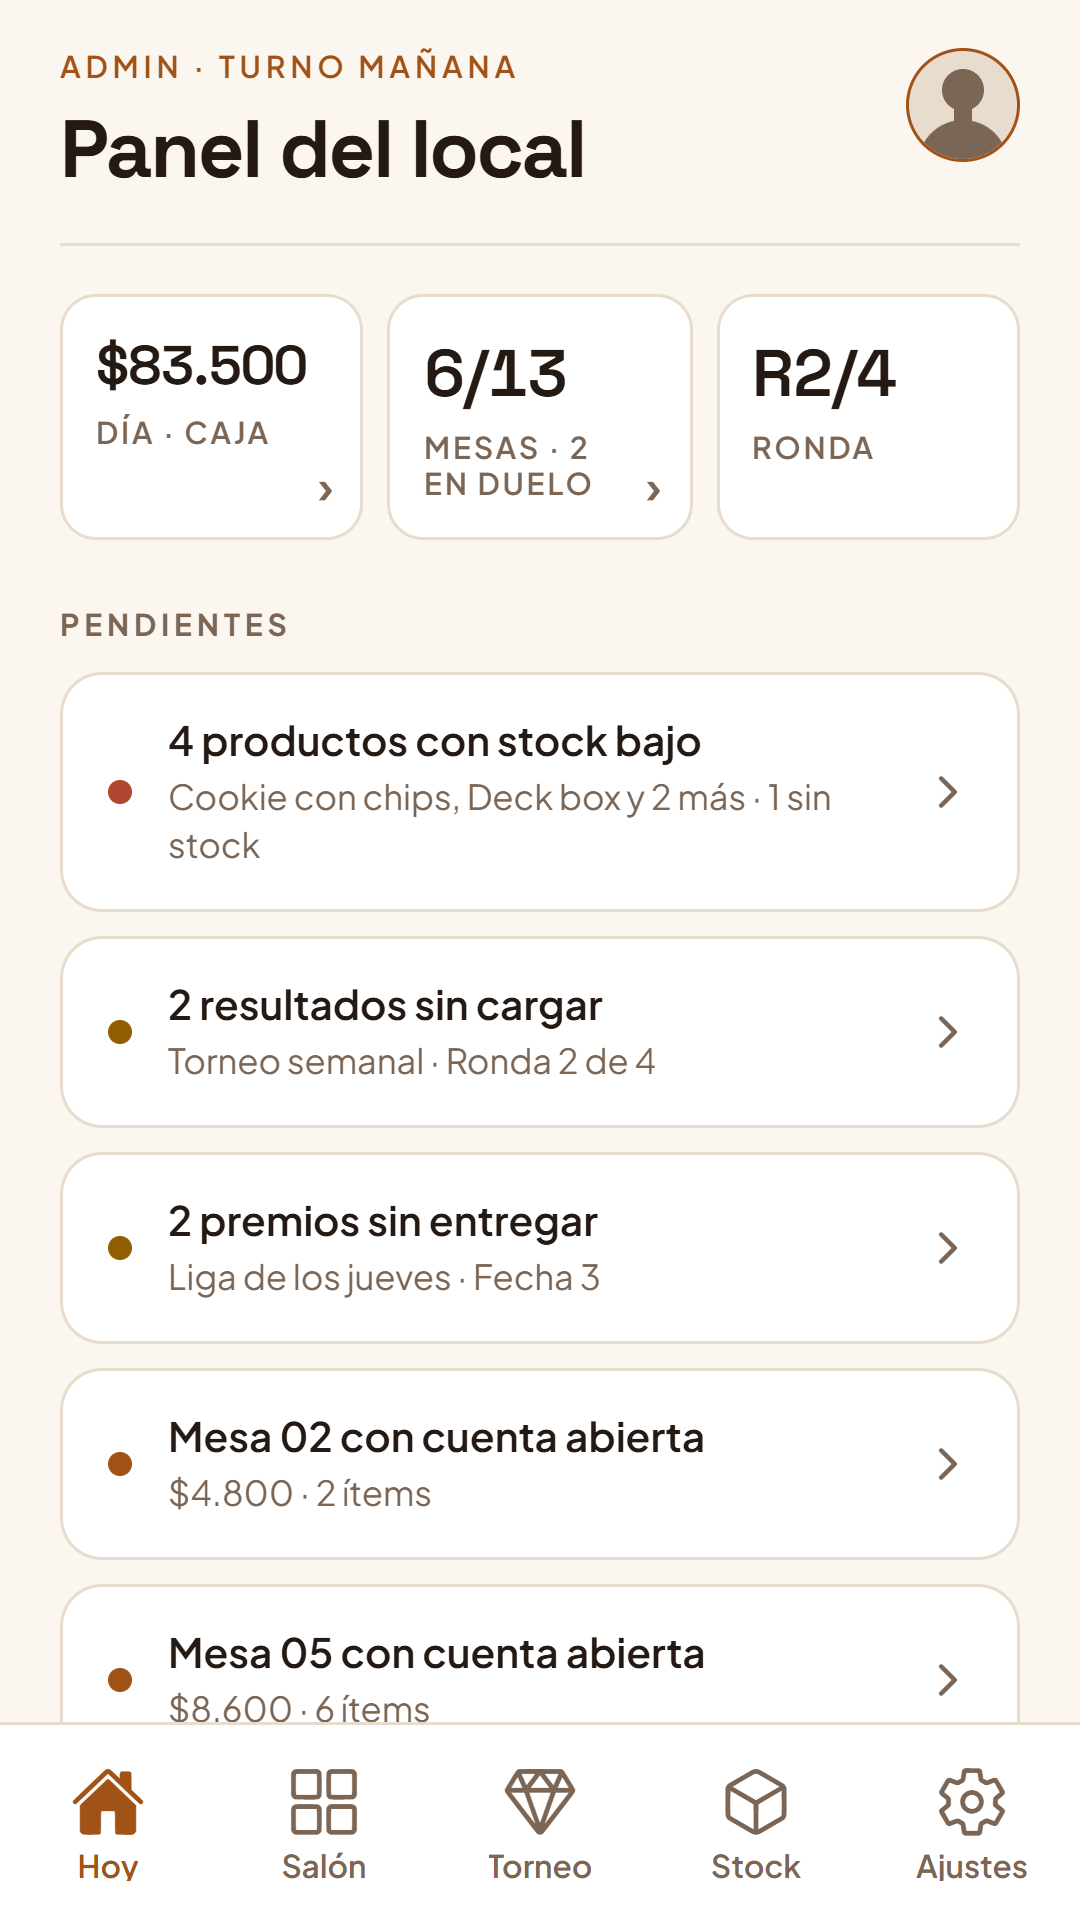 ADMIN · TURNO MAÑANA
Panel del local
$83.500
DÍA · CAJA
›
6/13
MESAS · 2
EN DUELO
›
R2/4
RONDA
PENDIENTES
4 productos con stock bajo
Cookie con chips, Deck box y 2 más · 1 sin
stock
2 resultados sin cargar
Torneo semanal · Ronda 2 de 4
2 premios sin entregar
Liga de los jueves · Fecha 3
Mesa 02 con cuenta abierta
$4.800 · 2 ítems
Mesa 05 con cuenta abierta
$8.600 · 6 ítems
Hoy
Salón
Torneo
Stock
Ajustes